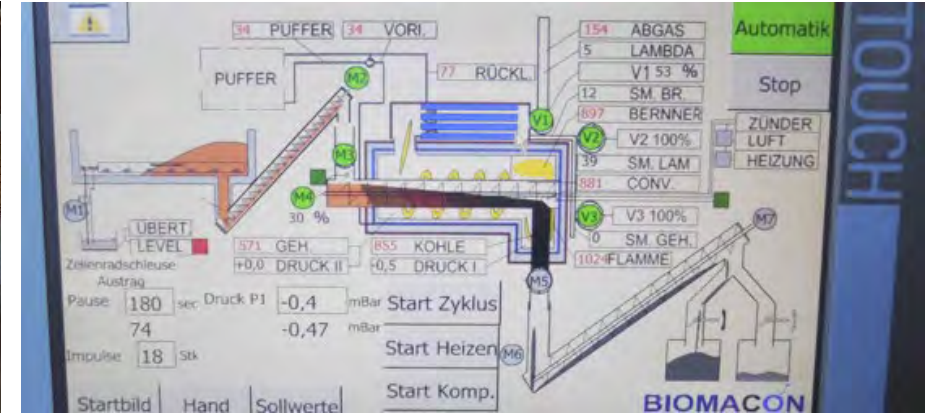 34 PUFFER 34 VORI.
PUFFER
M2
77 RÜCKL.
154 ABGAS
5 LAMBDA
V1 53 %
12 SM. BR.
897 BERNNER
V1
V2
V2 100%
39 SM. LAM
881 CONV.
V3
V3 100%
0 SM. GEH.
1024 FLAMME
Automatik
Stop
ZÜNDER
LUFT
HEIZUNG
TOUCH
M1
M3
M4
30 %
ÜBERT.
LEVEL
571 GEH.
+0,0 DRUCK II
855 KOHLE
-0,5 DRUCK I
M5
M6
M7
Zellenradschleuse
Austrag
Pause 180 sec Druck P1 -0,4 mBar
74 -0,47 mBar
Impulse 18 Stk
Start Zyklus
Start Heizen
Start Komp.
Startbild Hand Sollwerte
BIOMACON